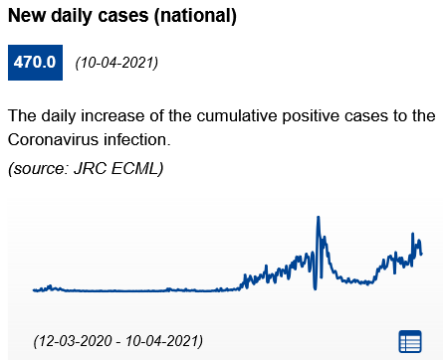 New daily cases (national)
470.0 (10-04-2021)
The daily increase of the cumulative positive cases to the
Coronavirus infection.
(source: JRC ECML)
(12-03-2020 - 10-04-2021)